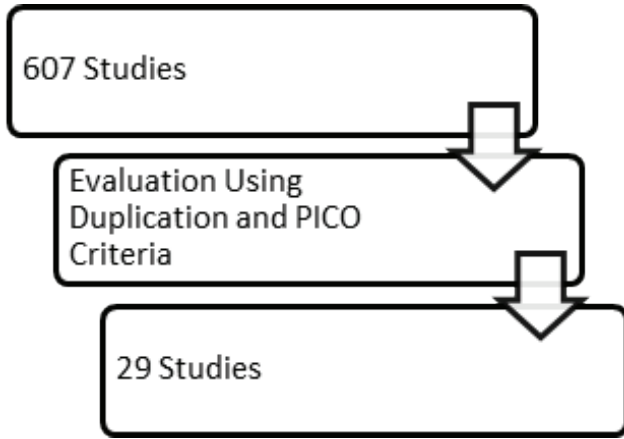 607 Studies
Evaluation Using
Duplication and PICO
Criteria
29 Studies